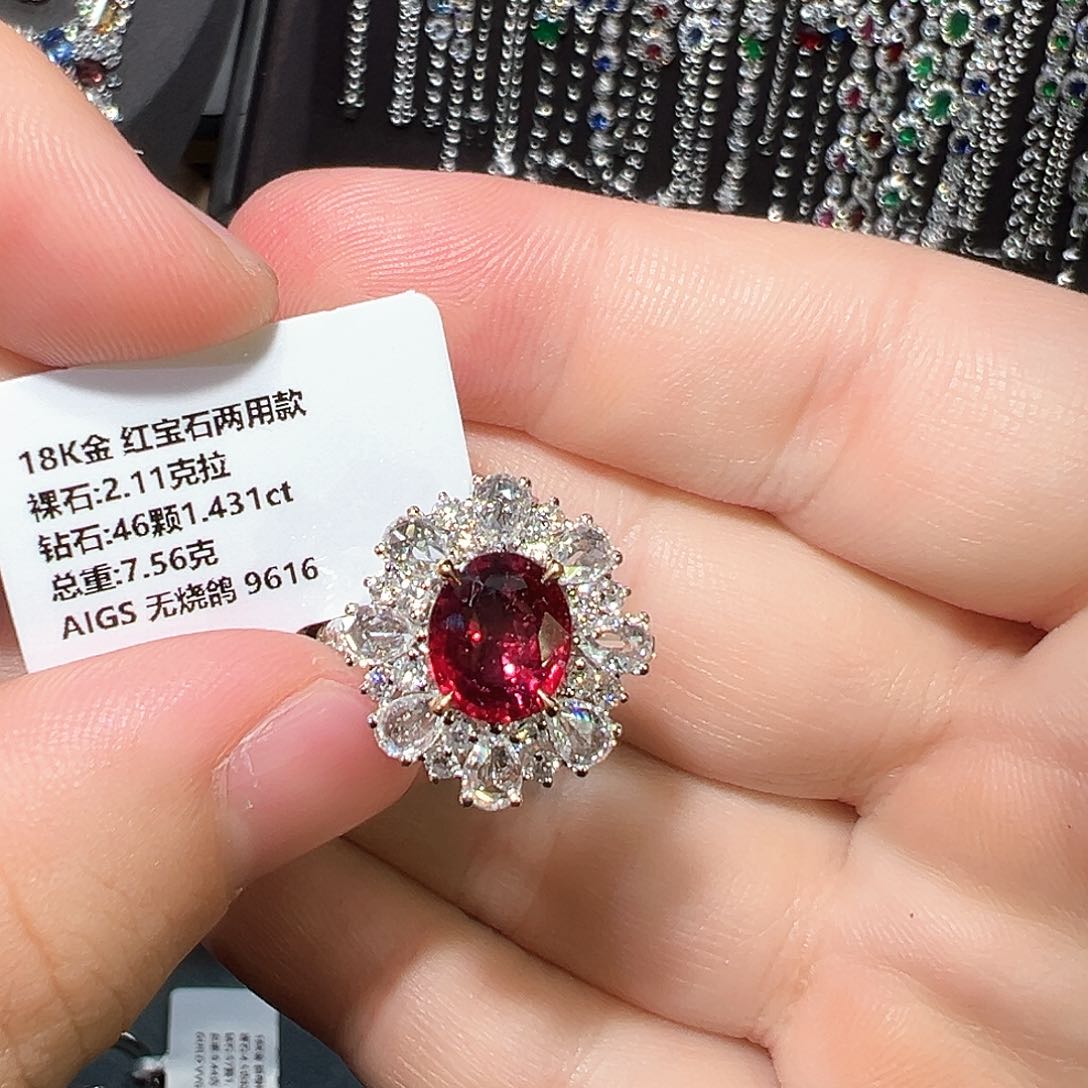 18K金 红宝石两用款
裸石:2.11克拉
钻石:46颗1.431ct
总重:7.56克
AIGS 无烧鸽 9616